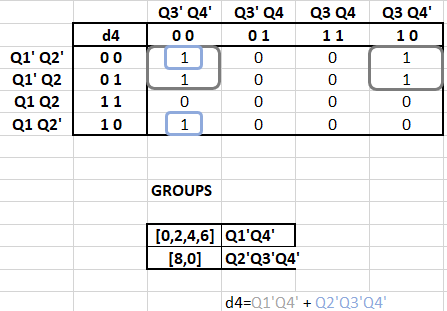 Q3' Q4' Q3' Q4 Q3 Q4 Q3 Q4'
d4 0 0 0 1 1 1 1 0
Q1' Q2' 0 0 1 0 0 1
Q1' Q2 0 1 1 0 0 1
Q1 Q2 1 1 0 0 0 0
Q1 Q2' 1 0 1 0 0 0
GROUPS
[0,2,4,6] Q1'Q4'
[8,0] Q2'Q3'Q4'
d4=Q1'Q4' + Q2'Q3'Q4'